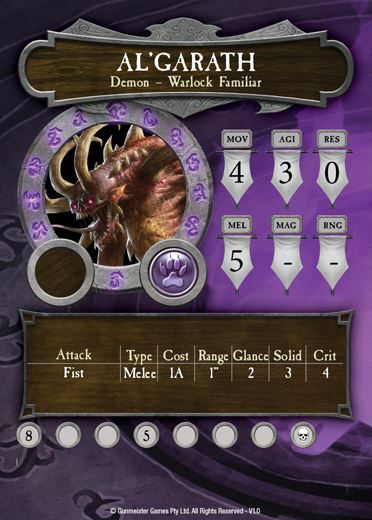 AL'GARATH
Demon – Warlock Familiar
MOV AGI RES
4 3 0
MEL MAG RNG
5 - -
Attack Type Cost Range Glance Solid Crit
Fist Melee 1A 1" 2 3 4
8 5
© Gunmeister Games Pty Ltd. All Rights Reserved - V1.0